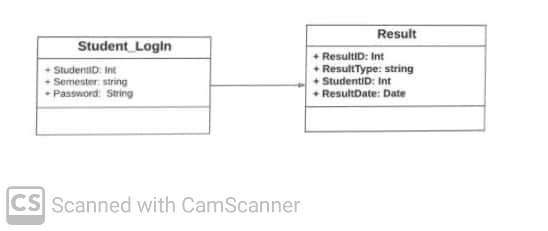 Student_LogIn
+ StudentID: Int
+ Semester: string
+ Password: String
Result
+ ResultID: Int
+ ResultType: string
+ StudentID: Int
+ ResultDate: Date
CS Scanned with CamScanner